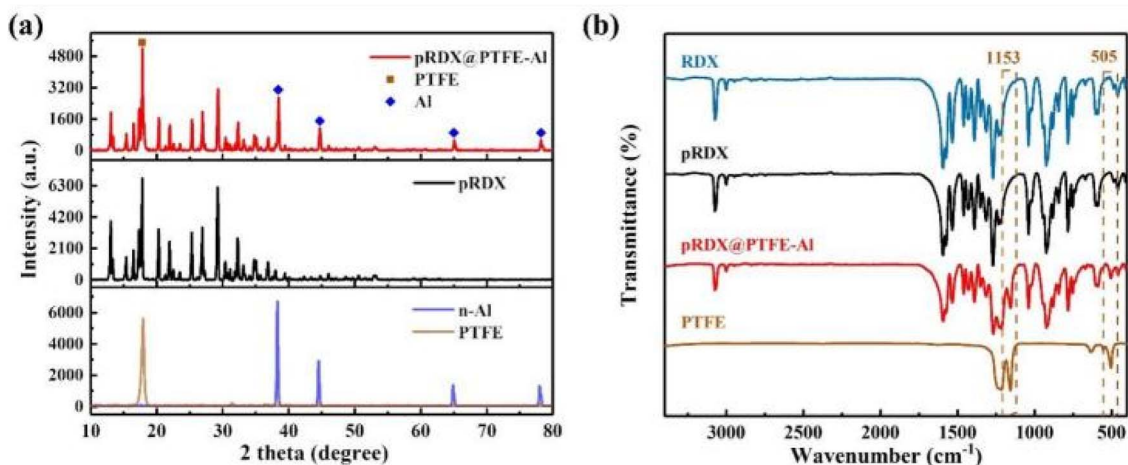 (a)
4800
3200
1600
0
pRDX@PTFE-Al
PTFE
Al
6300
4200
2100
0
pRDX
6000
4000
2000
0
n-Al
PTFE
10 20 30 40 50 60 70 80
2 theta (degree)
Intensity (a.u.)
(b)
1153
505
RDX
pRDX
pRDX@PTFE-Al
PTFE
3000 2500 2000 1500 1000 500
Wavenumber (cm⁻¹)
Transmittance (%)